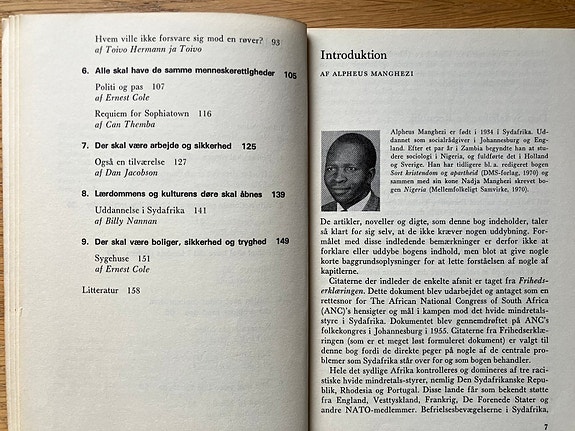 Hvem ville ikke forsvare sig mod en røver? 93
af Toivo Hermann ja Toivo
6. Alle skal have de samme menneskerettigheder 105
Politi og pas 107
af Ernest Cole
Requiem for Sophiatown 116
af Can Themba
7. Der skal være arbejde og sikkerhed 125
Også en tilværelse 127
af Dan Jacobson
8. Lærdommens og kulturens døre skal åbnes 139
Uddannelse i Sydafrika 141
af Billy Nannan
9. Der skal være boliger, sikkerhed og tryghed 149
Sygehuse 151
af Ernest Cole
Litteratur 158
Introduktion
AF ALPHEUS MANGHEZI
Alpheus Manghezi er født i 1934 i Sydafrika. Ud-
dannet som socialrådgiver i Johannesburg og Eng-
land. Efter et par år i Zambia begyndte han at stu-
dere sociologi i Nigeria, og fuldførte det i Holland
og Sverige. Han har tidligere bl. a. redigeret bogen
Sort kristendom og apartheid (DMS-forlag, 1970) og
sammen med sin kone Nadja Manghezi skrevet bo-
gen Nigeria (Mellemfolkeligt Samvirke, 1970).
De artikler, noveller og digte, som denne bog indeholder, taler
så klart for sig selv, at de ikke kræver nogen uddybning. For-
målet med disse indledende bemærkninger er derfor ikke at
forklare eller uddybe bogens indhold, men blot at give nogle
korte baggrundsoplysninger for at lette forståelsen af nogle af
kapitlerne.
Citaterne der indleder de enkelte afsnit er taget fra Friheds-
erklæringen. Dette dokument blev udarbejdet og antaget som en
rettesnor for The African National Congress of South Africa
(ANC)'s hensigter og mål i kampen mod det hvide mindretals-
styre i Sydafrika. Dokumentet blev gennemdrøftet på ANC's
folkekongres i Johannesburg i 1955. Citaterne fra Frihedserklæ-
ringen (som er et meget løst formuleret dokument) er valgt til
denne bog fordi de direkte peger på nogle af de centrale pro-
blemer som Sydafrika står over for og som bogen behandler.
Hele det sydlige Afrika kontrolleres og domineres af tre raci-
stiske hvide mindretals-styrer, nemlig Den Sydafrikanske Repu-
blik, Rhodesia og Portugal. Disse lande får som bekendt støtte
fra England, Vesttyskland, Frankrig, De Forenede Stater og
andre NATO-medlemmer. Befrielsesbevægelserne i Sydafrika,
7